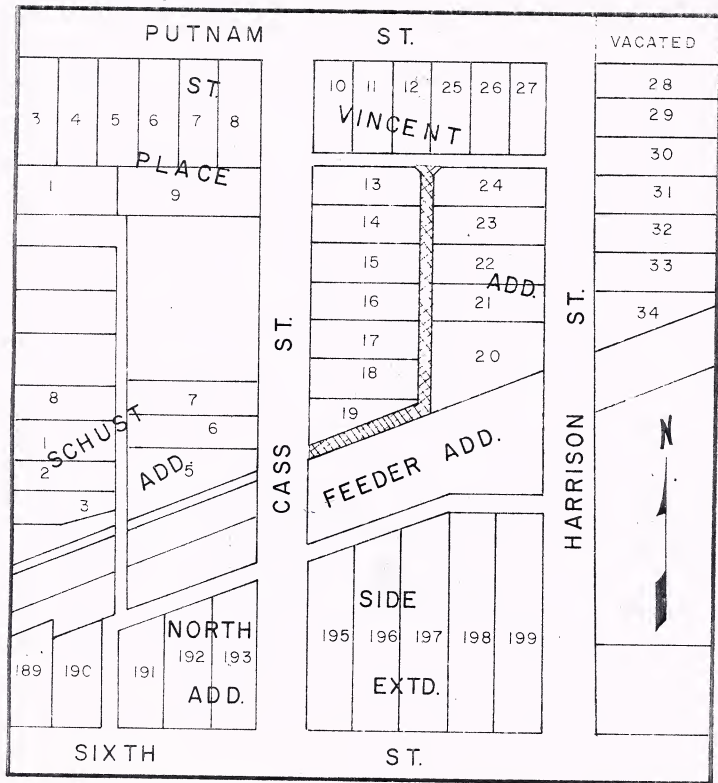 PUTNAM ST.
VACATED
ST.
VINCENT
PLACE
ADD.
3 4 5 6 7 8
10 11 12 25 26 27
28
29
30
31
32
33
34
1
9
13 24
14 23
15 22
16 21
17
18
20
19
8
7
1
6
2
5
3
SCHUST
ADD.
CASS ST.
HARRISON ST.
FEEDER ADD.
N
NORTH
SIDE
ADD.
EXTD.
189 190 191 192 193
195 196 197 198 199
SIXTH ST.